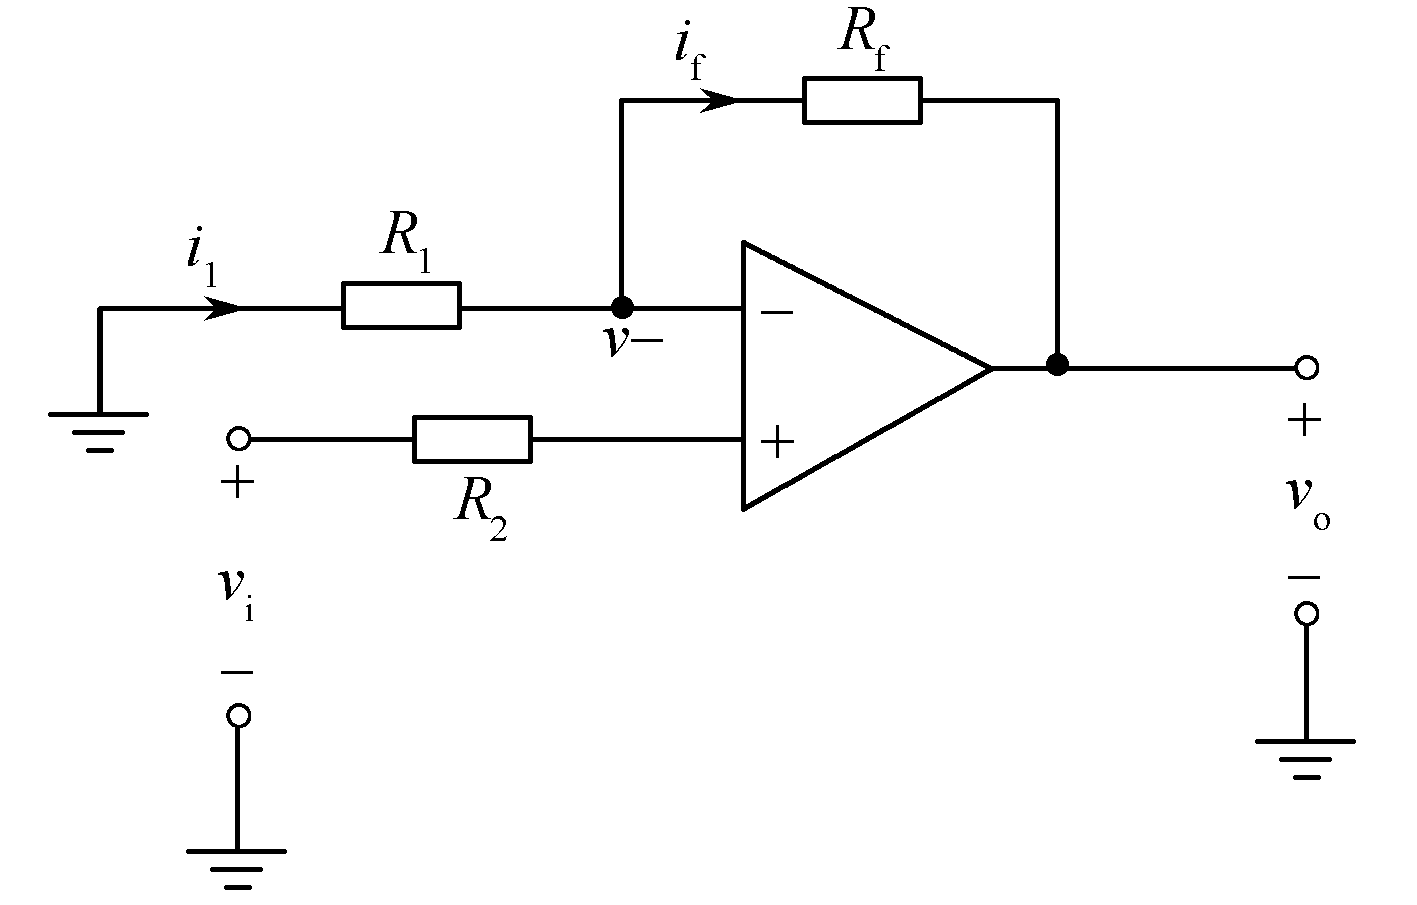 i_f
R_f
i_1
R_1
v−
−
+
+
R_2
+
v_i
v_o
−
−